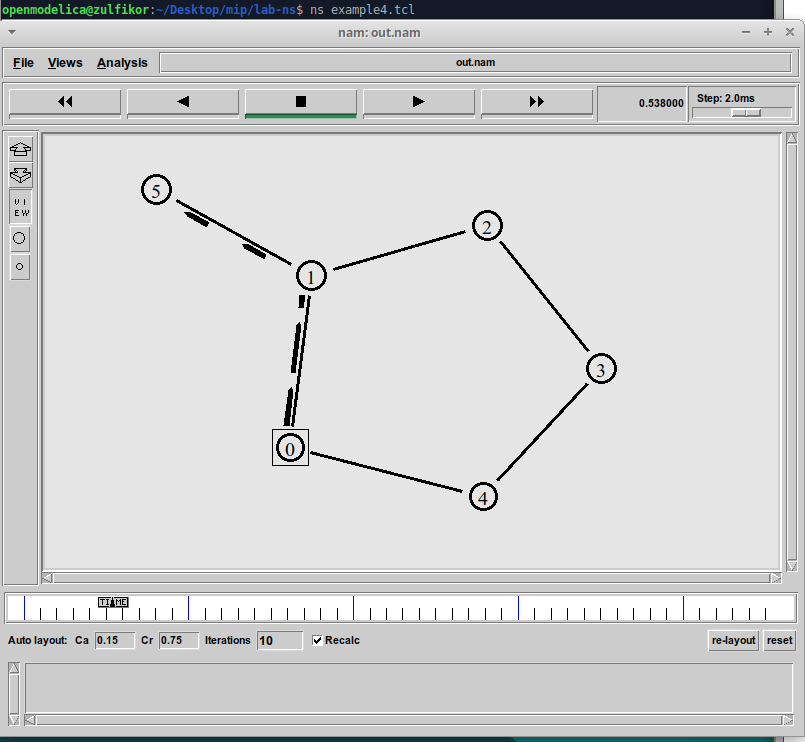 openmodelica@zulfikor:~/Desktop/mip/lab-ns$ ns example4.tcl
nam: out.nam
File Views Analysis out.nam
0.538000 Step: 2.0ms
VI
EW
5
2
1
3
0
4
TIME
Auto layout: Ca 0.15 Cr 0.75 Iterations 10 Recalc re-layout reset